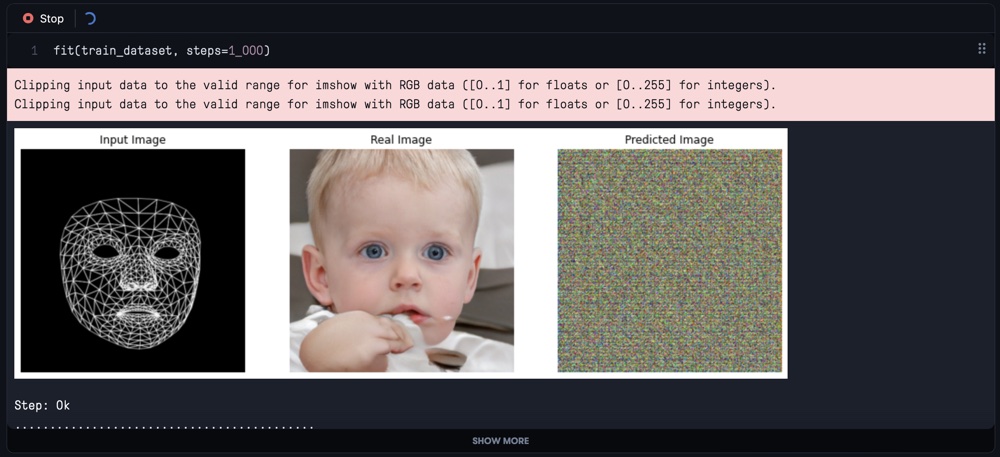 Stop
1 fit(train_dataset, steps=1_000)
Clipping input data to the valid range for imshow with RGB data ([0..1] for floats or [0..255] for integers).
Clipping input data to the valid range for imshow with RGB data ([0..1] for floats or [0..255] for integers).
Input Image Real Image Predicted Image
Step: 0k
...........................................
SHOW MORE